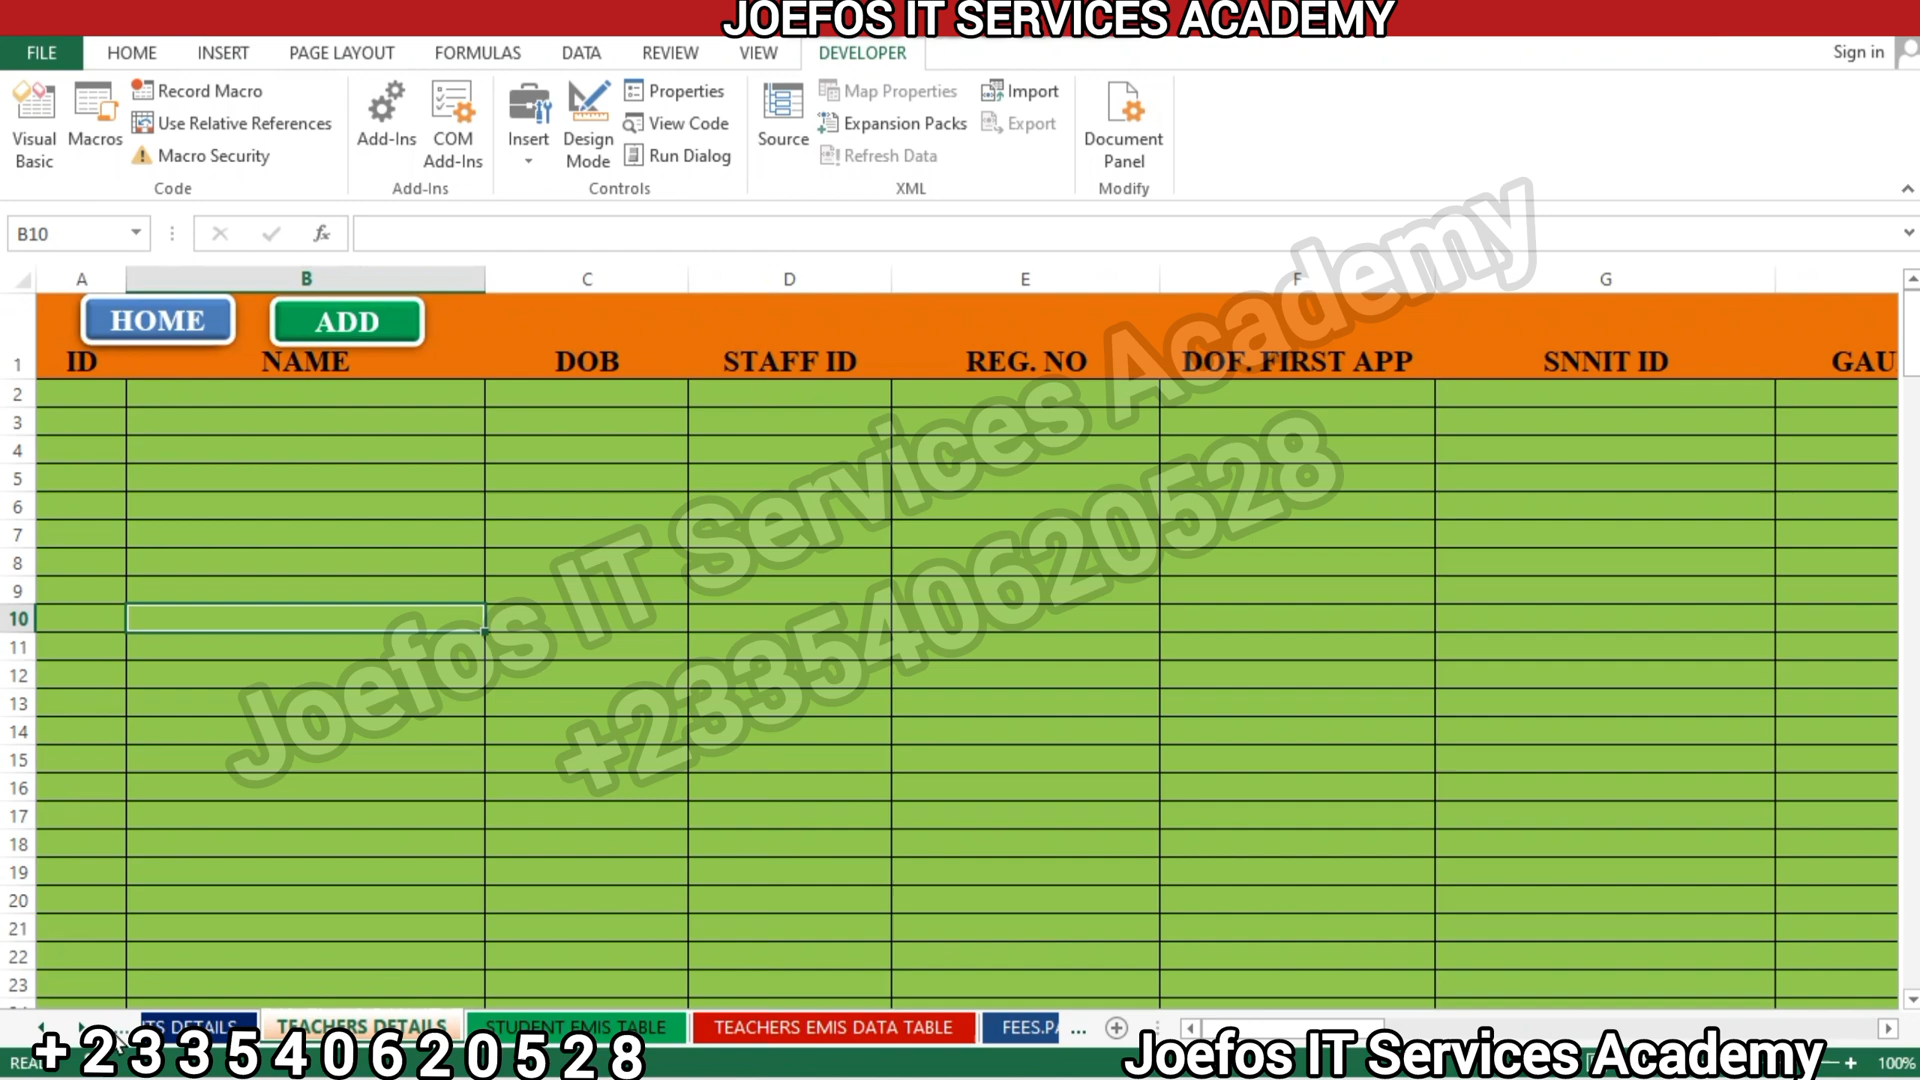 JOEFOS IT SERVICES ACADEMY
FILE HOME INSERT PAGE LAYOUT FORMULAS DATA REVIEW VIEW DEVELOPER Sign in
Visual Basic
Macros
Record Macro
Use Relative References
Macro Security
Code
Add-Ins
COM Add-Ins
Add-Ins
Insert
Design Mode
Properties
View Code
Run Dialog
Controls
Source
Map Properties
Expansion Packs
Refresh Data
Import
Export
XML
Document Panel
Modify
B10 fx
A B C D E F G
HOME ADD
1 ID NAME DOB STAFF ID REG. NO DOF. FIRST APP SNNIT ID GAU
2
3
4
5
6
7
8
9
10
11
12
13
14
15
16
17
18
19
20
21
22
23
Joefos IT Services Academy
+233540620528
... TS DETAILS TEACHERS DETAILS STUDENT EMIS TABLE TEACHERS EMIS DATA TABLE FEES.PA ...
+233540620528
Joefos IT Services Academy
100%